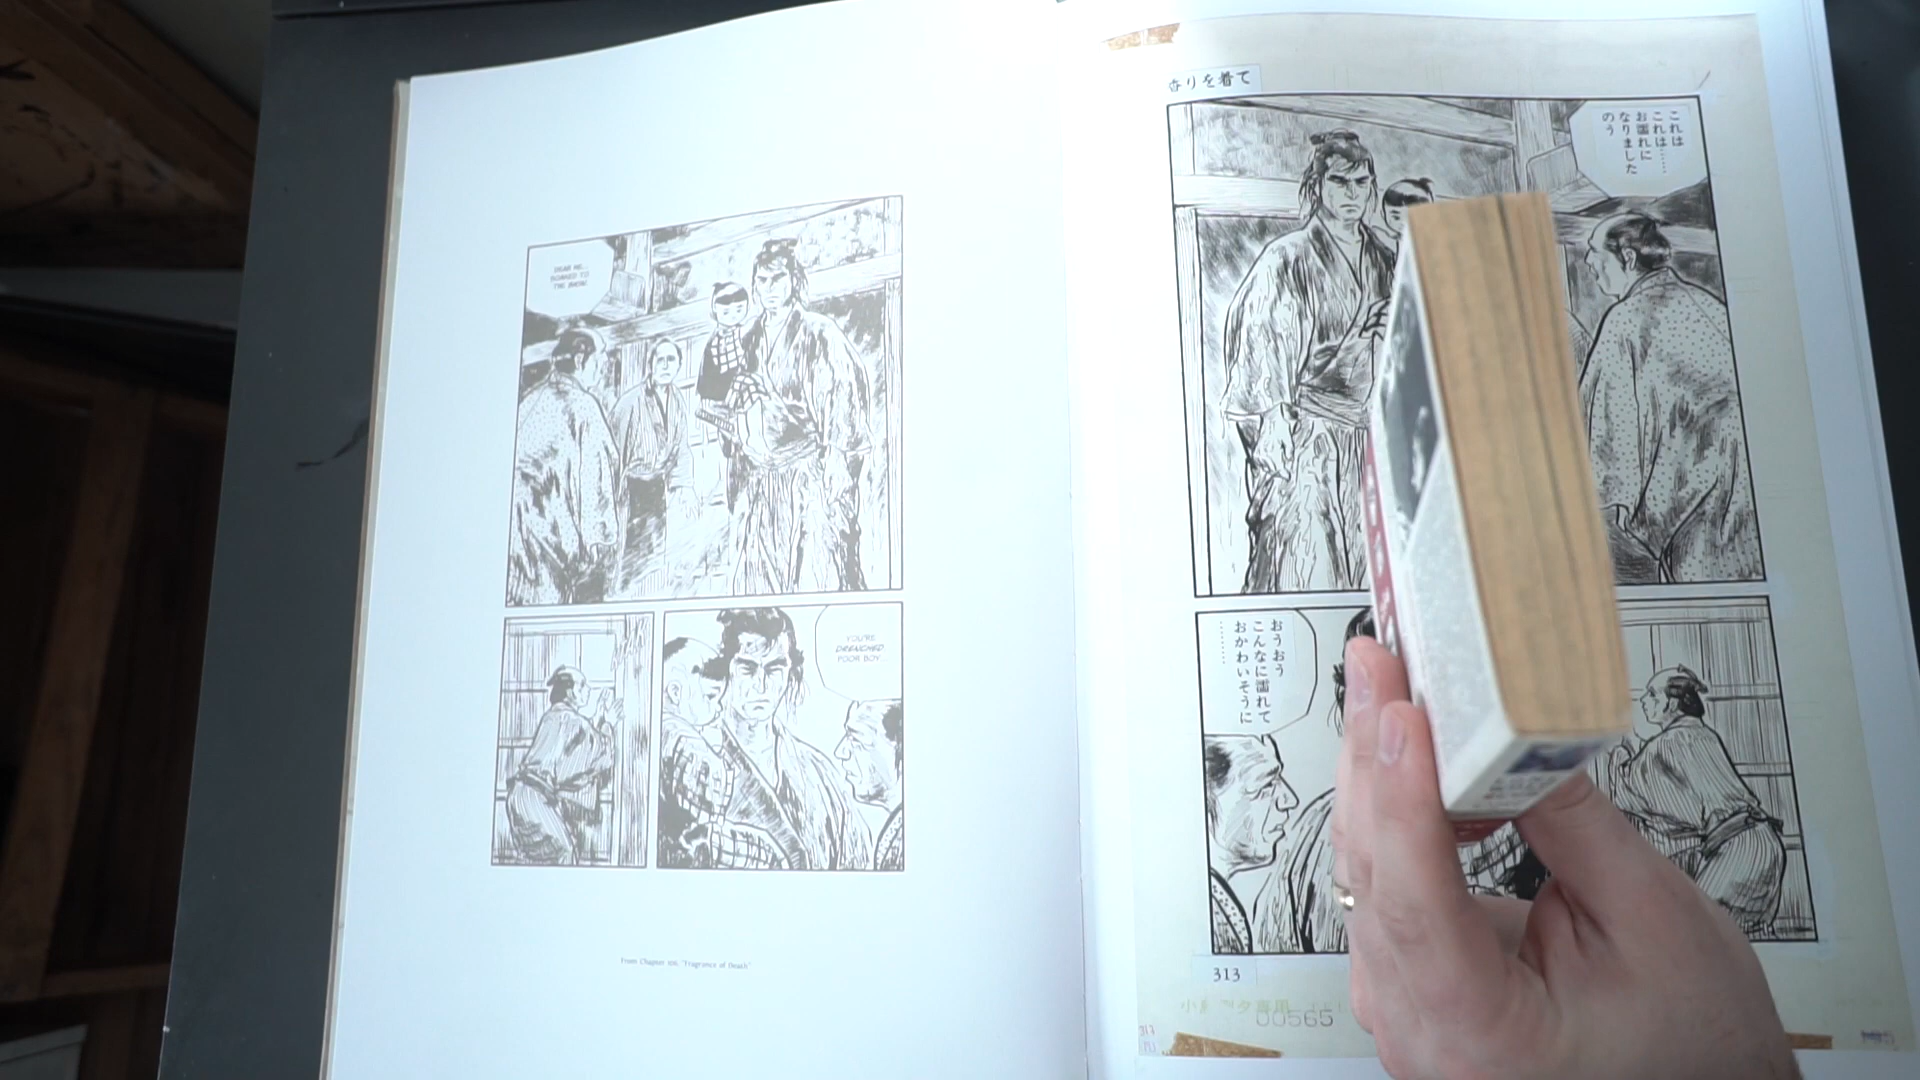 DEAR ME...
SOAKED TO
THE BONE!
YOU'RE
DRENCHED
POOR BOY...
From Chapter 106, "Fragrance of Death"
香りを着て
これは
これは……
お濡れに
なりました
のう
おうおう
こんなに濡れて
おかわいそうに
………
313
00565